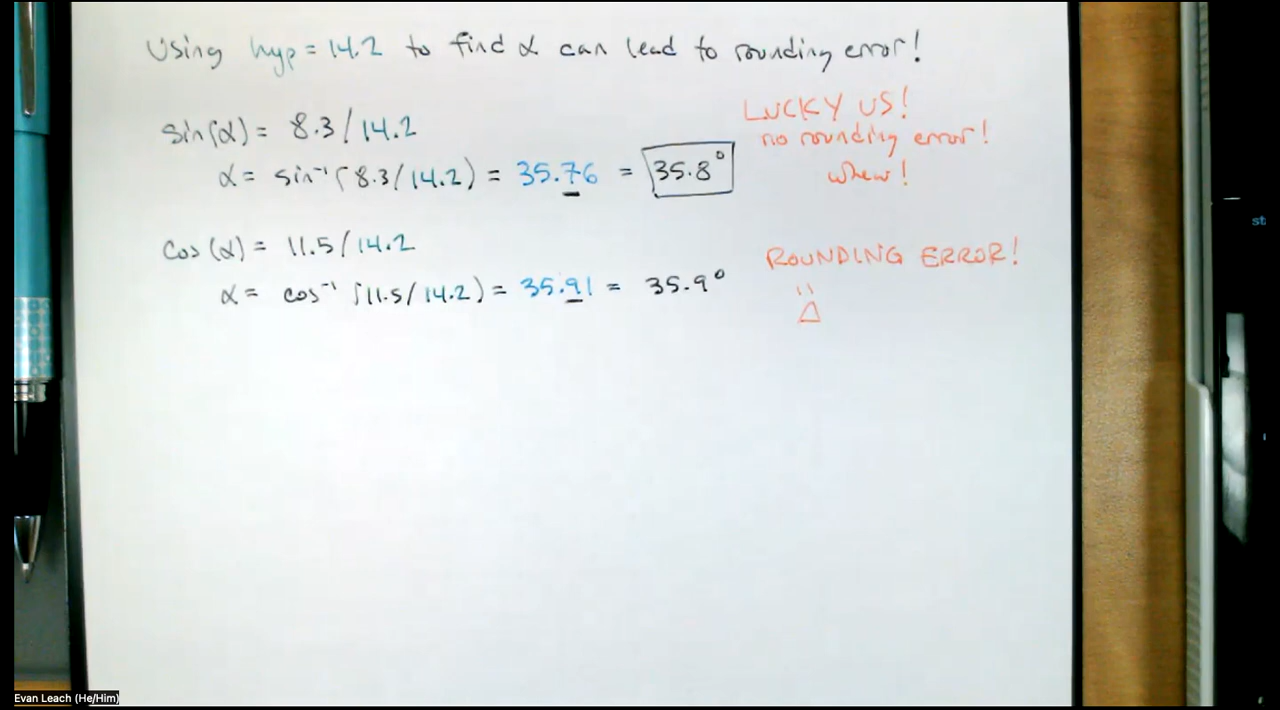 Using hyp = 14.2 to find α can lead to rounding error!
sin(α) = 8.3/14.2
α = sin⁻¹(8.3/14.2) = 35.76 = 35.8°
LUCKY US!
no rounding error!
whew!
cos(α) = 11.5/14.2
α = cos⁻¹(11.5/14.2) = 35.91 = 35.9°
ROUNDING ERROR!
st
Evan Leach (He/Him)